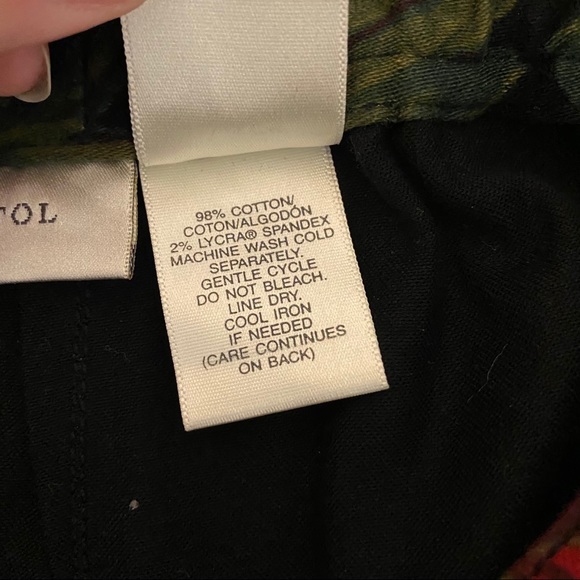 TOL
98% COTTON/
COTON/ALGODÓN
2% LYCRA® SPANDEX
MACHINE WASH COLD
SEPARATELY.
GENTLE CYCLE
DO NOT BLEACH.
LINE DRY.
COOL IRON
IF NEEDED
(CARE CONTINUES
ON BACK)